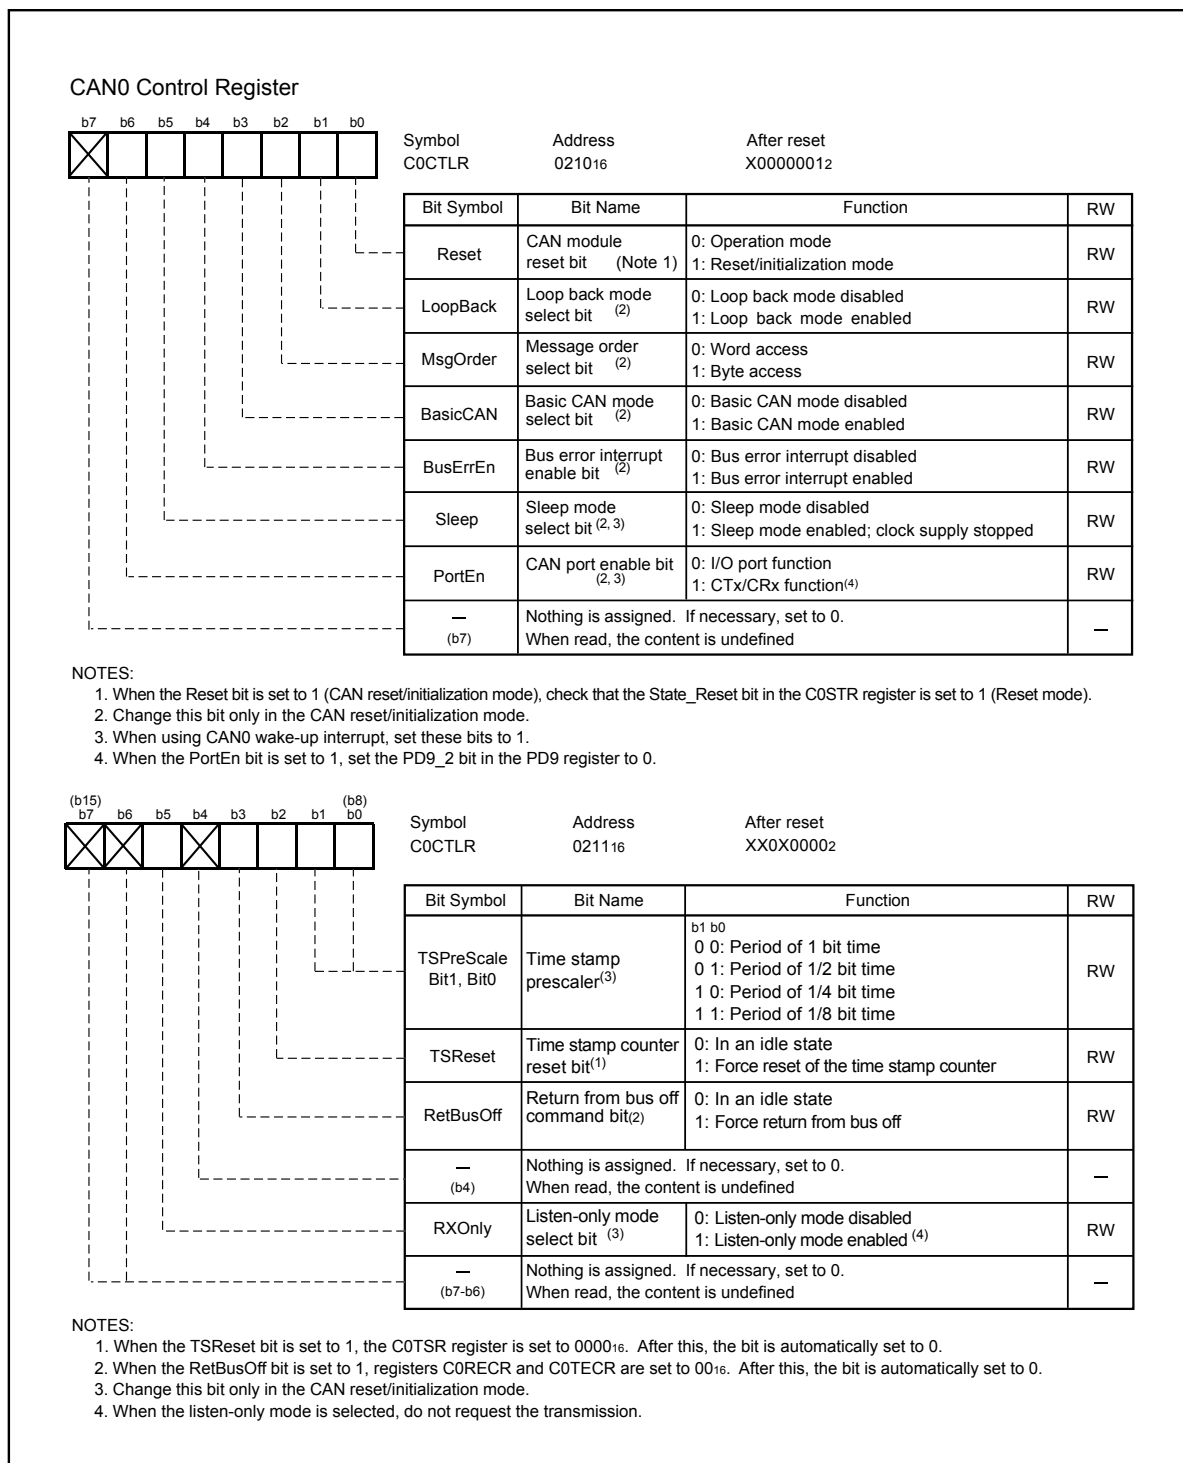 CAN0 Control Register
b7 b6 b5 b4 b3 b2 b1 b0
Symbol Address After reset
C0CTLR 021016 X00000012
Bit Symbol Bit Name Function RW
Reset CAN module reset bit (Note 1) 0: Operation mode RW
1: Reset/initialization mode
LoopBack Loop back mode select bit (2) 0: Loop back mode disabled RW
1: Loop back mode enabled
MsgOrder Message order select bit (2) 0: Word access RW
1: Byte access
BasicCAN Basic CAN mode select bit (2) 0: Basic CAN mode disabled RW
1: Basic CAN mode enabled
BusErrEn Bus error interrupt enable bit (2) 0: Bus error interrupt disabled RW
1: Bus error interrupt enabled
Sleep Sleep mode select bit (2, 3) 0: Sleep mode disabled RW
1: Sleep mode enabled; clock supply stopped
PortEn CAN port enable bit (2, 3) 0: I/O port function RW
1: CTx/CRx function(4)
— (b7) Nothing is assigned. If necessary, set to 0. —
When read, the content is undefined
NOTES:
1. When the Reset bit is set to 1 (CAN reset/initialization mode), check that the State_Reset bit in the C0STR register is set to 1 (Reset mode).
2. Change this bit only in the CAN reset/initialization mode.
3. When using CAN0 wake-up interrupt, set these bits to 1.
4. When the PortEn bit is set to 1, set the PD9_2 bit in the PD9 register to 0.
(b15) (b8)
b7 b6 b5 b4 b3 b2 b1 b0
Symbol Address After reset
C0CTLR 021116 XX0X00002
Bit Symbol Bit Name Function RW
TSPreScale Bit1, Bit0 Time stamp prescaler(3) b1 b0 RW
0 0: Period of 1 bit time
0 1: Period of 1/2 bit time
1 0: Period of 1/4 bit time
1 1: Period of 1/8 bit time
TSReset Time stamp counter reset bit(1) 0: In an idle state RW
1: Force reset of the time stamp counter
RetBusOff Return from bus off command bit(2) 0: In an idle state RW
1: Force return from bus off
— (b4) Nothing is assigned. If necessary, set to 0. —
When read, the content is undefined
RXOnly Listen-only mode select bit (3) 0: Listen-only mode disabled RW
1: Listen-only mode enabled (4)
— (b7-b6) Nothing is assigned. If necessary, set to 0. —
When read, the content is undefined
NOTES:
1. When the TSReset bit is set to 1, the C0TSR register is set to 000016. After this, the bit is automatically set to 0.
2. When the RetBusOff bit is set to 1, registers C0RECR and C0TECR are set to 0016. After this, the bit is automatically set to 0.
3. Change this bit only in the CAN reset/initialization mode.
4. When the listen-only mode is selected, do not request the transmission.